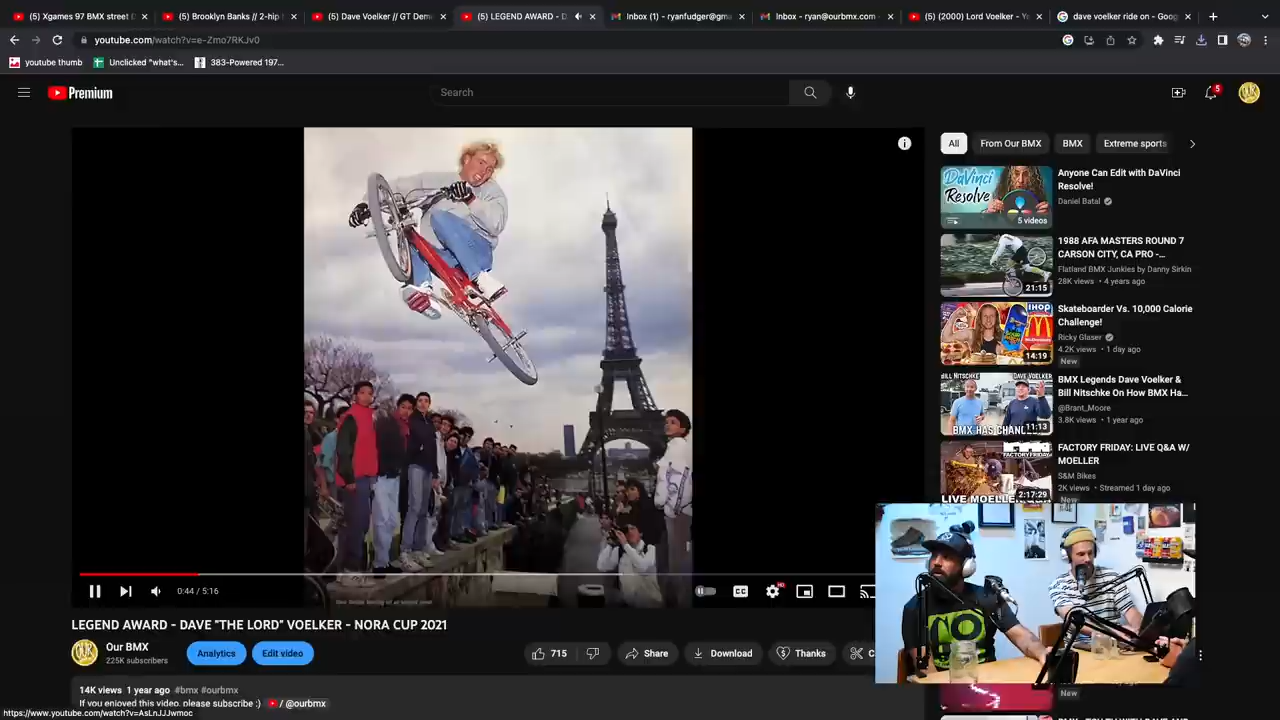 (5) Xgames 97 BMX street D
(5) Brooklyn Banks // 2-hip
(5) Dave Voelker // GT Dem
(5) LEGEND AWARD - D
Inbox (1) - ryanfudger@gma
Inbox - ryan@ourbmx.com
(5) (2000) Lord Voelker - Y
dave voelker ride on - Goog
youtube.com/watch?v=e-Zmo7RKJv0
youtube thumb
Unclicked "what's...
383-Powered 197...
Premium
Search
5
All
From Our BMX
BMX
Extreme sports
DaVinci
Resolve
5 videos
Anyone Can Edit with DaVinci
Resolve!
Daniel Batal
21:15
1988 AFA MASTERS ROUND 7
CARSON CITY, CA PRO -...
Flatland BMX Junkies by Danny Sirkin
28K views • 4 years ago
IHOP
14:19
Skateboarder Vs. 10,000 Calorie
Challenge!
Ricky Glaser
4.2K views • 1 day ago
New
BILL NITSCHKE
DAVE VOELKER
BMX HAS CHAN
11:13
BMX Legends Dave Voelker &
Bill Nitschke On How BMX Ha...
@Brant_Moore
3.8K views • 1 year ago
FACTORY FRIDAY
LIVE MOELLER
2:17:29
FACTORY FRIDAY: LIVE Q&A W/
MOELLER
S&M Bikes
2K views • Streamed 1 day ago
New
0:44 / 5:16
CC
HD
LEGEND AWARD - DAVE "THE LORD" VOELKER - NORA CUP 2021
Our BMX
225K subscribers
Analytics
Edit video
715
Share
Download
Thanks
C
14K views 1 year ago #bmx #ourbmx
If you enjoyed this video, please subscribe :) / @ourbmx
https://www.youtube.com/watch?v=AsLnJJJwmoc
New